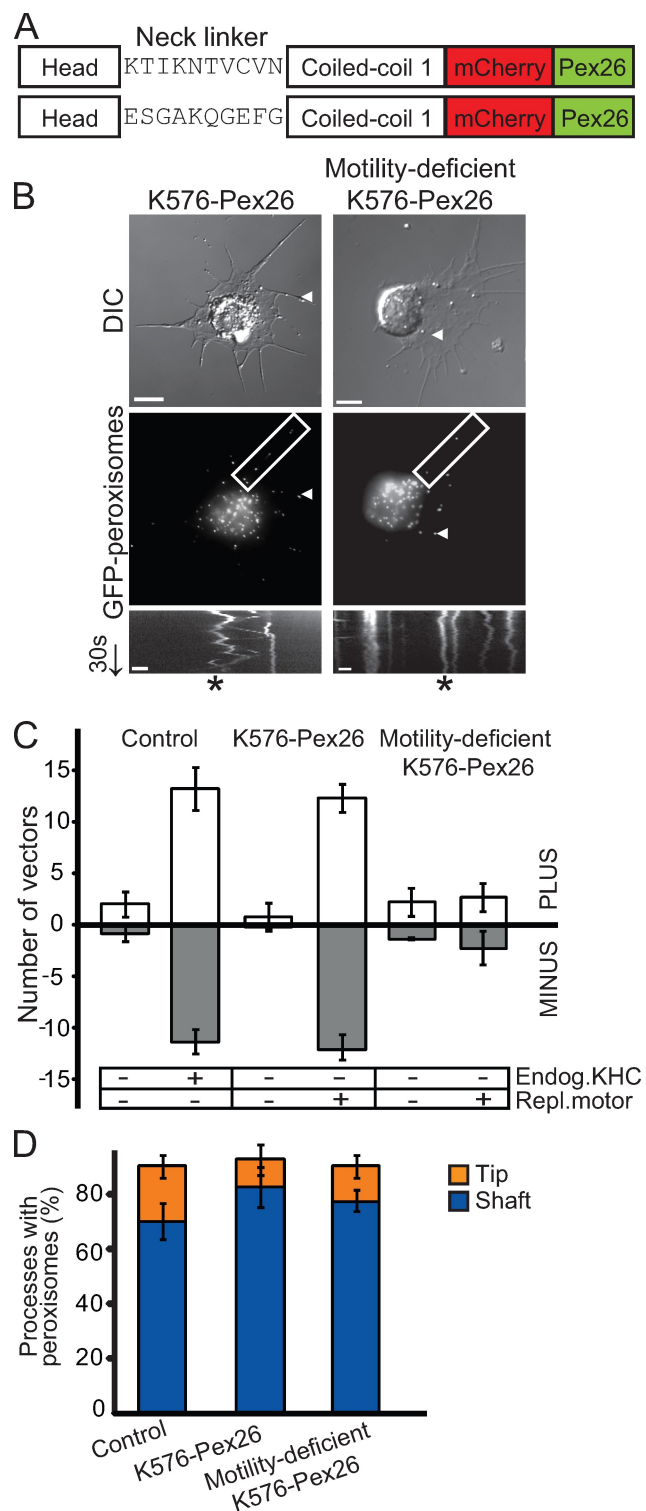 A
Neck linker
Head KTIKNTVCVN Coiled-coil 1 mCherry Pex26
Head ESGAKQGEFG Coiled-coil 1 mCherry Pex26
B
K576-Pex26
Motility-deficient
K576-Pex26
DIC
GFP-peroxisomes
30s
*
*
C
Control
K576-Pex26
Motility-deficient
K576-Pex26
Number of vectors
15
10
5
0
-5
-10
-15
PLUS
MINUS
– + – – – – Endog.KHC
– – – + – + Repl.motor
D
Processes with
peroxisomes (%)
80
60
40
20
0
Tip
Shaft
Control
K576-Pex26
Motility-deficient
K576-Pex26